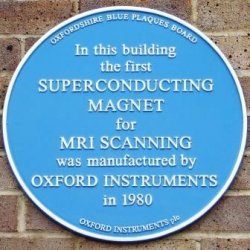 OXFORDSHIRE BLUE PLAQUES BOARD
In this building
the first
SUPERCONDUCTING
MAGNET
for
MRI SCANNING
was manufactured by
OXFORD INSTRUMENTS
in 1980
OXFORD INSTRUMENTS plc